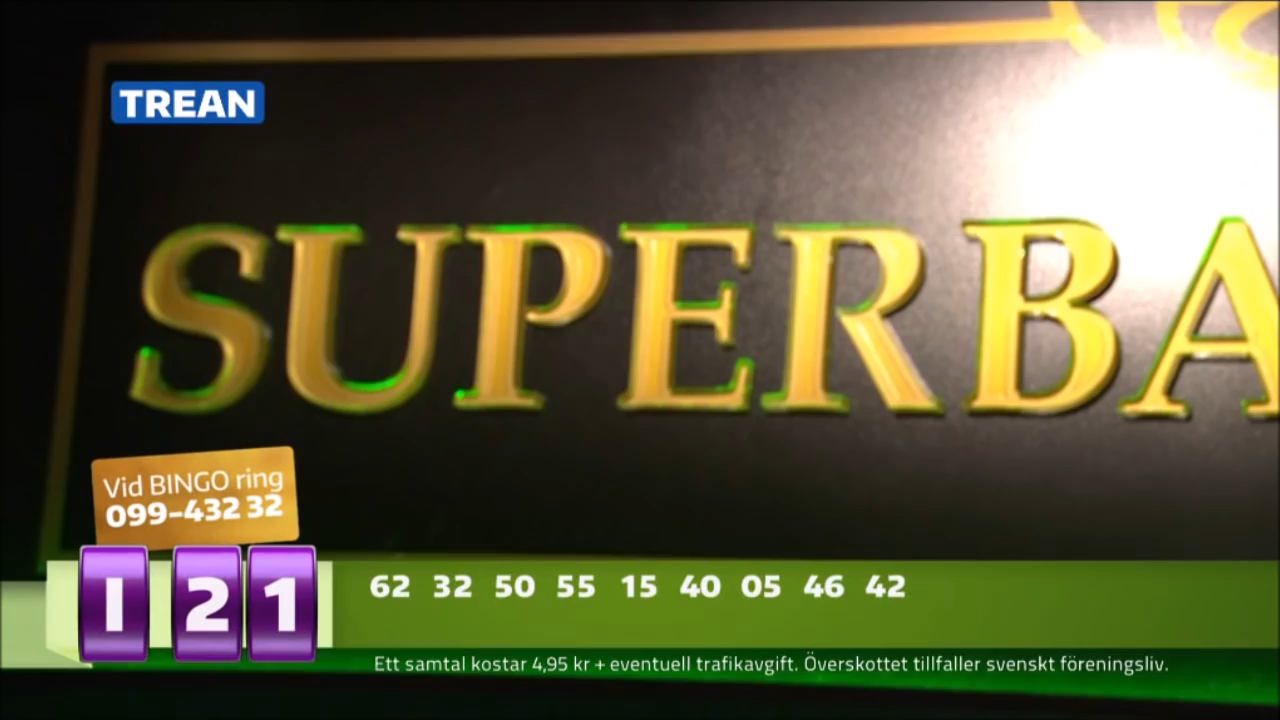 TREAN
SUPERBA
Vid BINGO ring
099-432 32
I 21
62 32 50 55 15 40 05 46 42
Ett samtal kostar 4,95 kr + eventuell trafikavgift. Överskottet tillfaller svenskt föreningsliv.